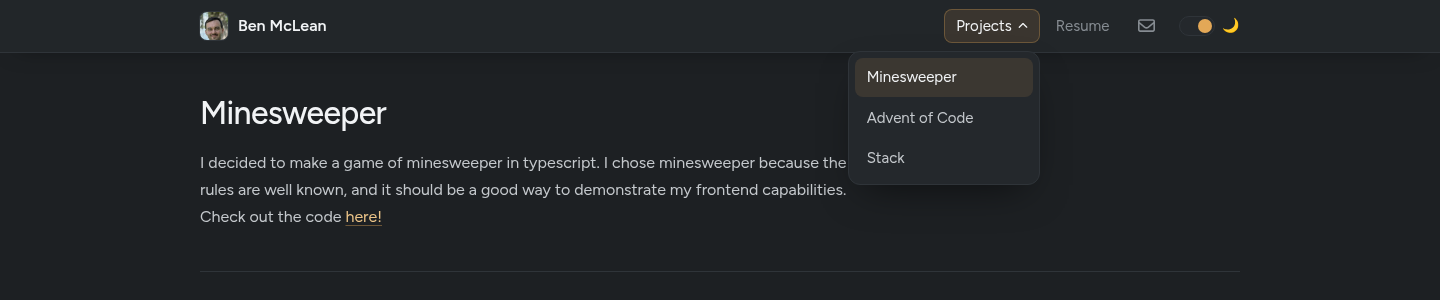 Ben McLean
Projects
Resume
Minesweeper
Advent of Code
Stack
Minesweeper
I decided to make a game of minesweeper in typescript. I chose minesweeper because the
rules are well known, and it should be a good way to demonstrate my frontend capabilities.
Check out the code here!